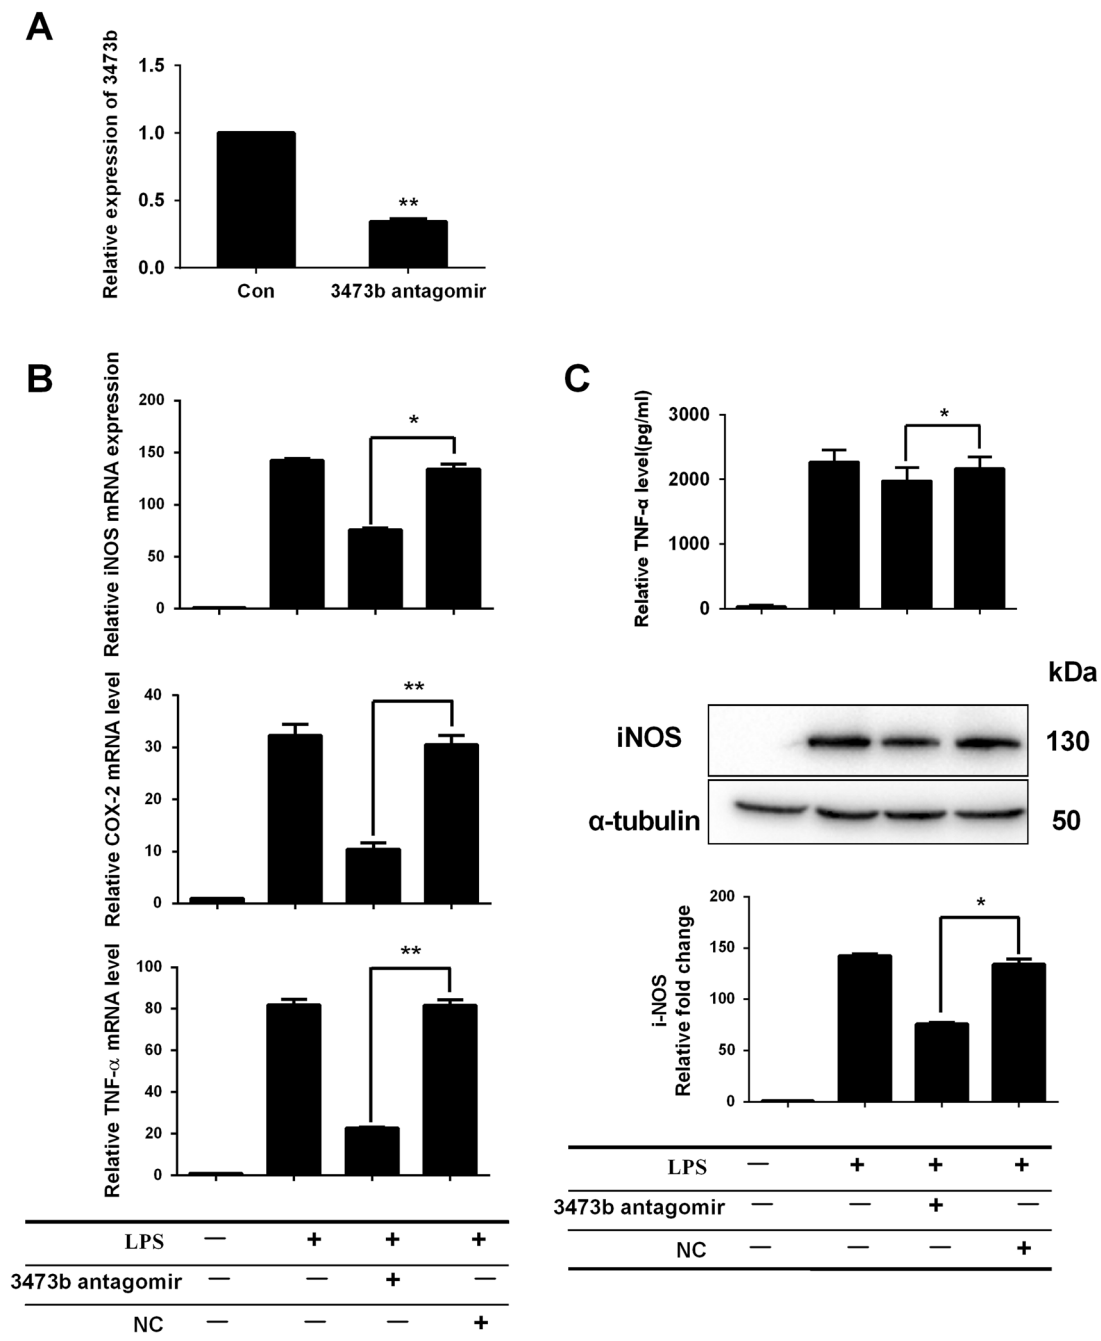 A
Relative expression of 3473b
1.5
1.0
0.5
0.0
**
Con
3473b antagomir
B
Relative iNOS mRNA expression
200
150
100
50
0
*
Relative COX-2 mRNA level
40
30
20
10
0
**
Relative TNF-α mRNA level
100
80
60
40
20
0
**
LPS — + + +
3473b antagomir — — + —
NC — — — +
C
Relative TNF-α level(pg/ml)
3000
2000
1000
0
*
kDa
iNOS 130
α-tubulin 50
i-NOS
Relative fold change
200
150
100
50
0
*
LPS — + + +
3473b antagomir — — + —
NC — — — +